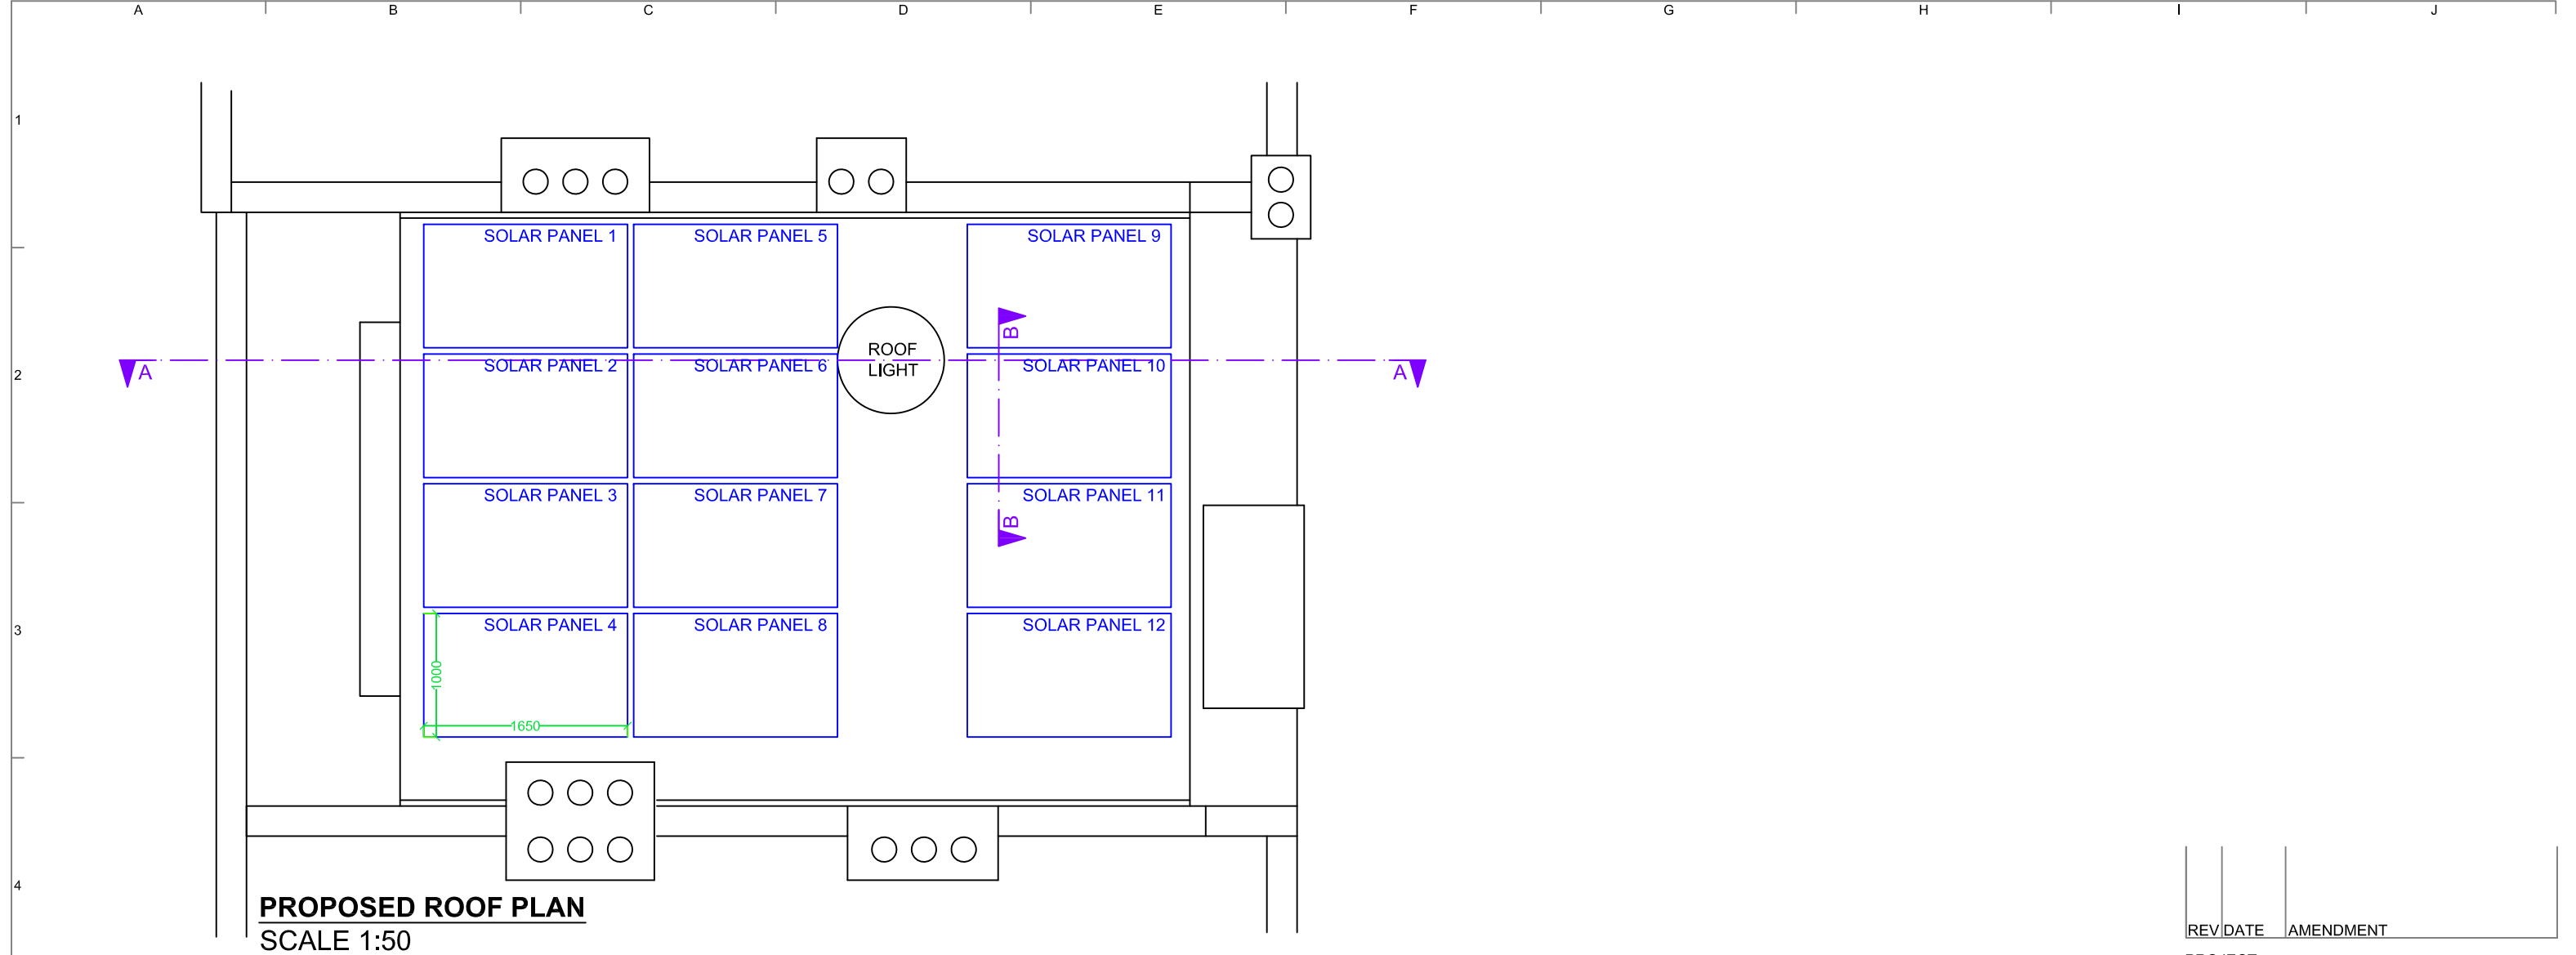 A B C D E F G H I J
1
SOLAR PANEL 1 SOLAR PANEL 5 SOLAR PANEL 9
B
ROOF
LIGHT
A SOLAR PANEL 2 SOLAR PANEL 6 SOLAR PANEL 10 A
2
SOLAR PANEL 3 SOLAR PANEL 7 SOLAR PANEL 11
B
3
SOLAR PANEL 4 SOLAR PANEL 8 SOLAR PANEL 12
1000
1650
4
PROPOSED ROOF PLAN
SCALE 1:50
REV DATE AMENDMENT